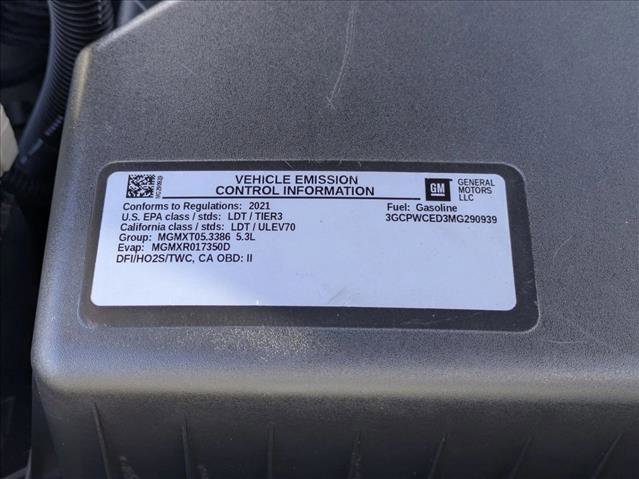 VEHICLE EMISSION
CONTROL INFORMATION
GM
GENERAL
MOTORS
LLC
Conforms to Regulations: 2021
U.S. EPA class / stds: LDT / TIER3
California class / stds: LDT / ULEV70
Group: MGMXT05.3386 5.3L
Evap: MGMXR017350D
DFI/HO2S/TWC, CA OBD: II
Fuel: Gasoline
3GCPWCED3MG290939
MG290939